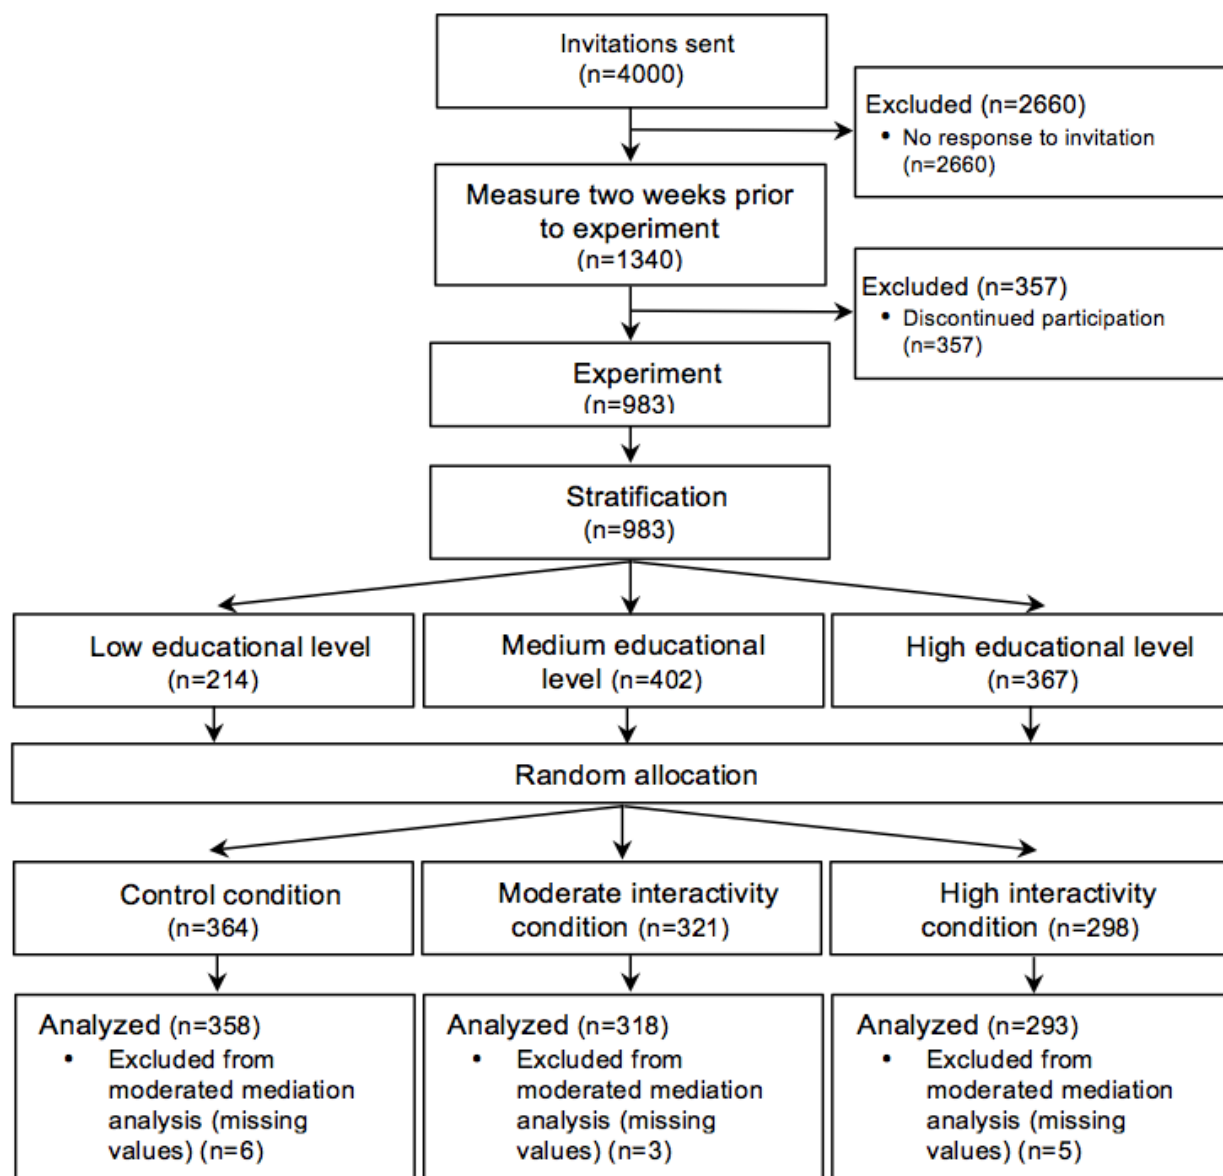 Invitations sent
(n=4000)
Excluded (n=2660)
• No response to invitation
(n=2660)
Measure two weeks prior
to experiment
(n=1340)
Excluded (n=357)
• Discontinued participation
(n=357)
Experiment
(n=983)
Stratification
(n=983)
Low educational level
(n=214)
Medium educational
level (n=402)
High educational level
(n=367)
Random allocation
Control condition
(n=364)
Moderate interactivity
condition (n=321)
High interactivity
condition (n=298)
Analyzed (n=358)
• Excluded from
moderated mediation
analysis (missing
values) (n=6)
Analyzed (n=318)
• Excluded from
moderated mediation
analysis (missing
values) (n=3)
Analyzed (n=293)
• Excluded from
moderated mediation
analysis (missing
values) (n=5)